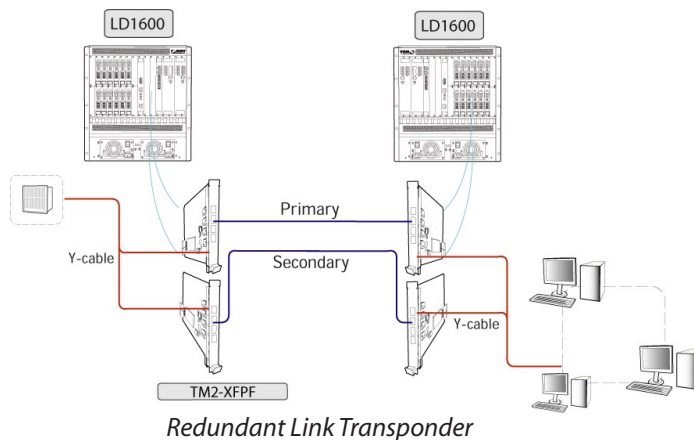 LD1600
LD1600
Primary
Y-cable
Secondary
Y-cable
TM2-XFPF
Redundant Link Transponder